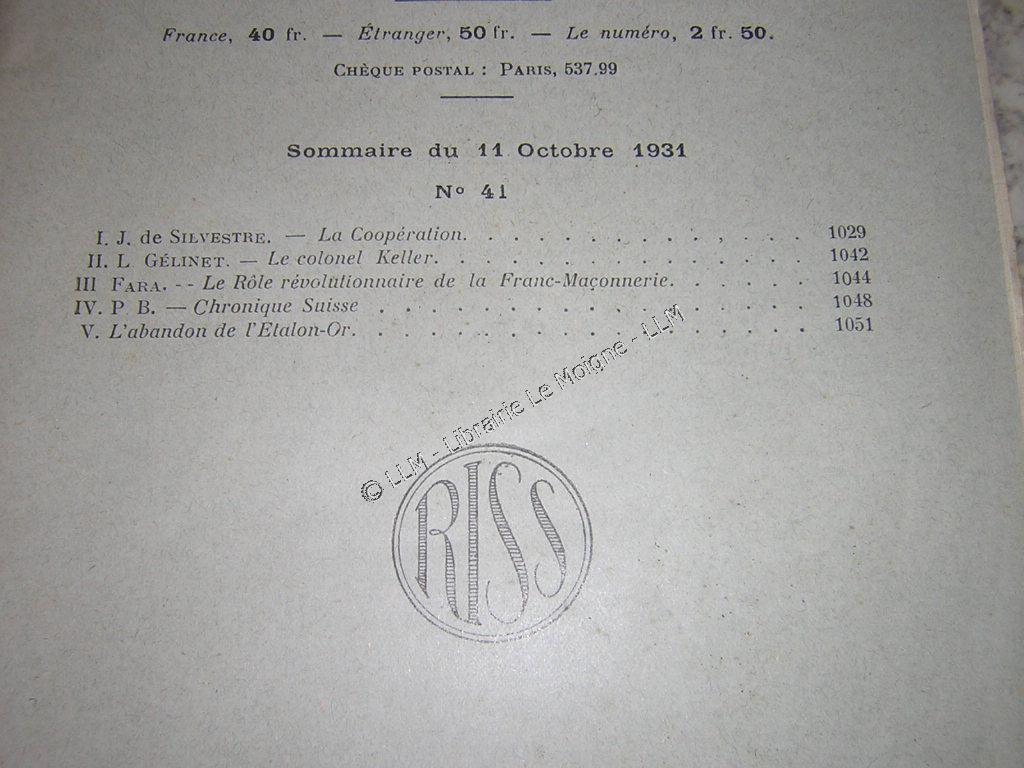 France, 40 fr. — Étranger, 50 fr. — Le numéro, 2 fr. 50.
CHÈQUE POSTAL : PARIS, 537.99
Sommaire du 11 Octobre 1931
No 41
I. J. de SILVESTRE. — La Coopération. . . . . . . . . . . . . . 1029
II. L GÉLINET. — Le colonel Keller. . . . . . . . . . . . . . . 1042
III FARA. -- Le Rôle révolutionnaire de la Franc-Maçonnerie. . . . . . 1044
IV. P B. — Chronique Suisse . . . . . . . . . . . . . . . . . 1048
V. L'abandon de l'Etalon-Or. . . . . . . . . . . . . . . . . . 1051
© LLM - Librairie Le Moigne - LLM
RISS